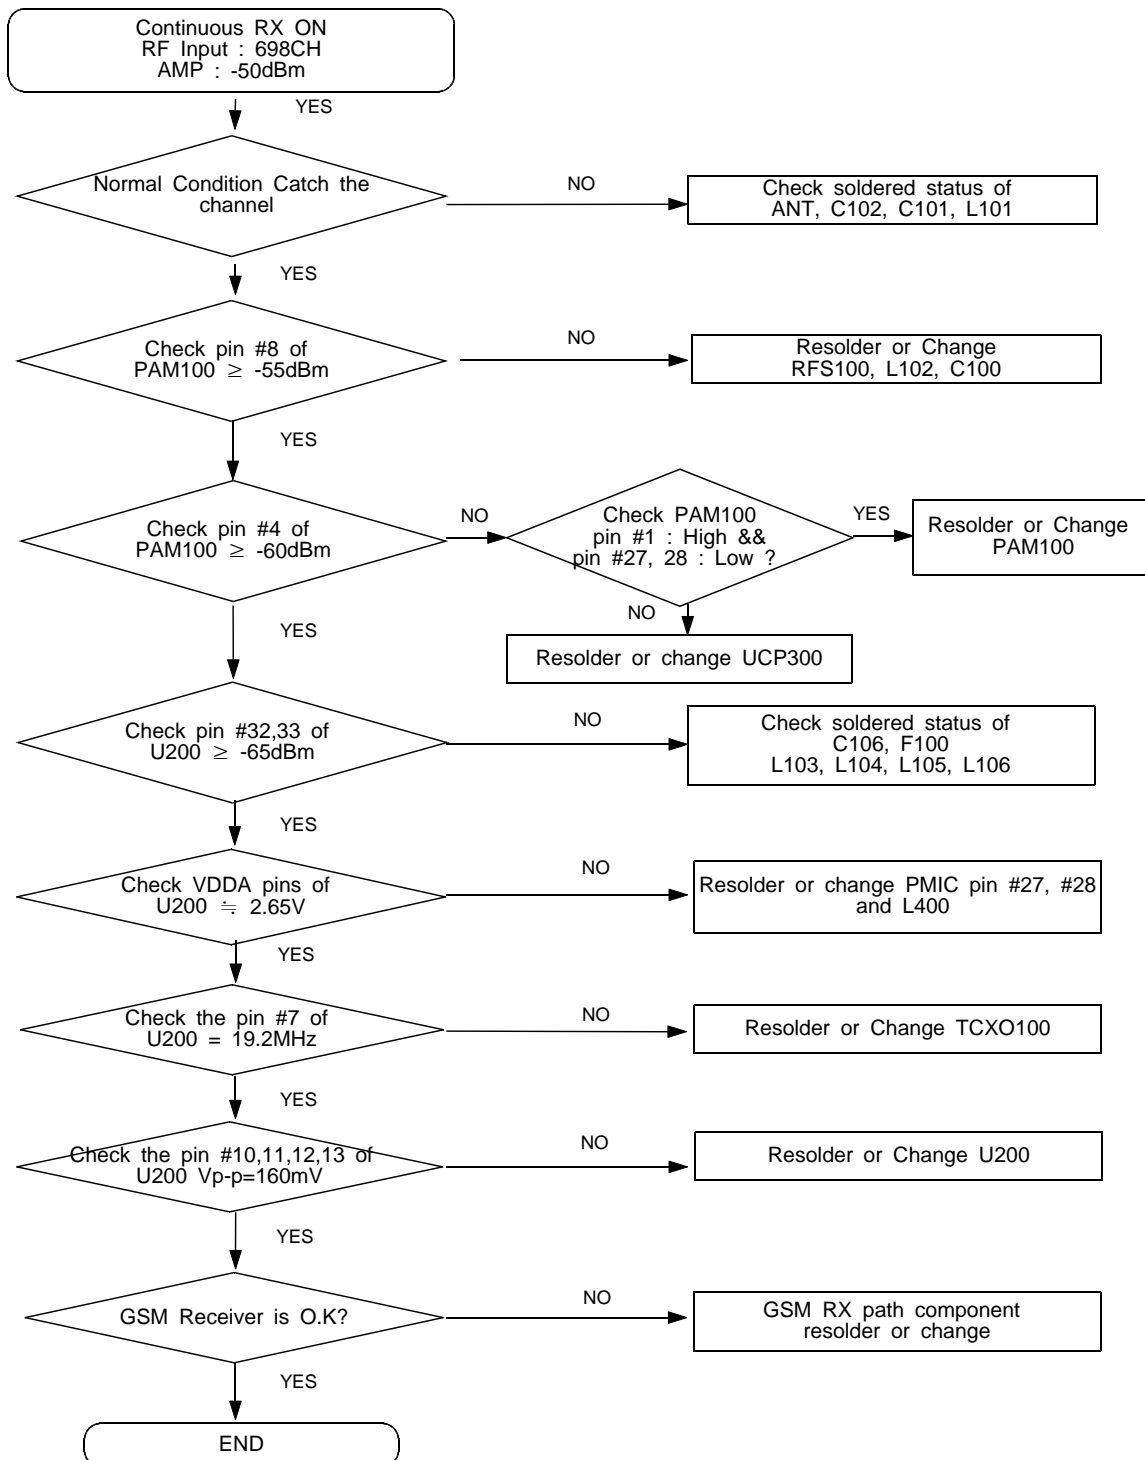 Continuous RX ON
RF Input : 698CH
AMP : -50dBm
YES
Normal Condition Catch the
channel
NO
Check soldered status of
ANT, C102, C101, L101
YES
Check pin #8 of
PAM100 ≥ -55dBm
NO
Resolder or Change
RFS100, L102, C100
YES
Check pin #4 of
PAM100 ≥ -60dBm
NO
Check PAM100
pin #1 : High &&
pin #27, 28 : Low ?
YES
Resolder or Change
PAM100
NO
Resolder or change UCP300
YES
Check pin #32,33 of
U200 ≥ -65dBm
NO
Check soldered status of
C106, F100
L103, L104, L105, L106
YES
Check VDDA pins of
U200 ≒ 2.65V
NO
Resolder or change PMIC pin #27, #28
and L400
YES
Check the pin #7 of
U200 = 19.2MHz
NO
Resolder or Change TCXO100
YES
Check the pin #10,11,12,13 of
U200 Vp-p=160mV
NO
Resolder or Change U200
YES
GSM Receiver is O.K?
NO
GSM RX path component
resolder or change
YES
END